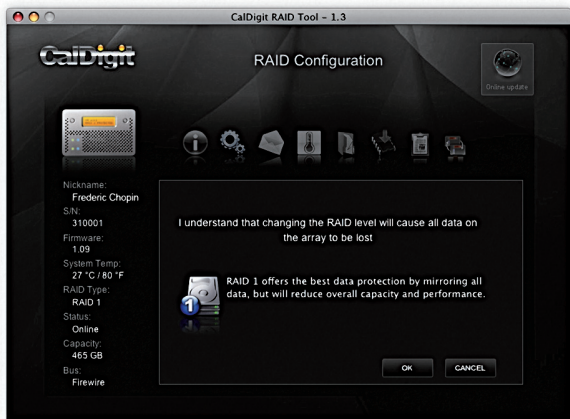 CalDigit RAID Tool - 1.3
CalDigit
RAID Configuration
Online update
Nickname:
Frederic Chopin
S/N:
310001
Firmware:
1.09
System Temp:
27 °C / 80 °F
RAID Type:
RAID 1
Status:
Online
Capacity:
465 GB
Bus:
Firewire
I understand that changing the RAID level will cause all data on
the array to be lost
1
RAID 1 offers the best data protection by mirroring all
data, but will reduce overall capacity and performance.
OK
CANCEL